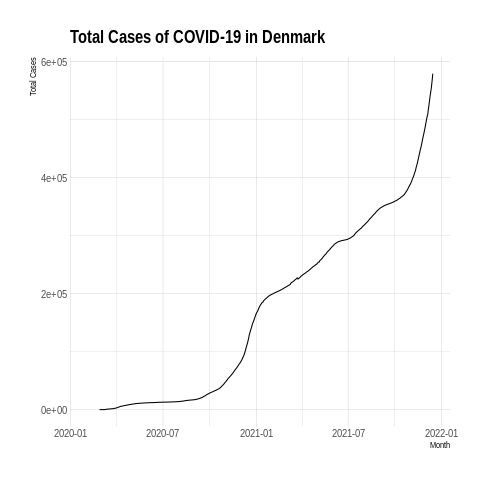 Total Cases of COVID-19 in Denmark
Total Cases
6e+05
4e+05
2e+05
0e+00
2020-01 2020-07 2021-01 2021-07 2022-01
Month